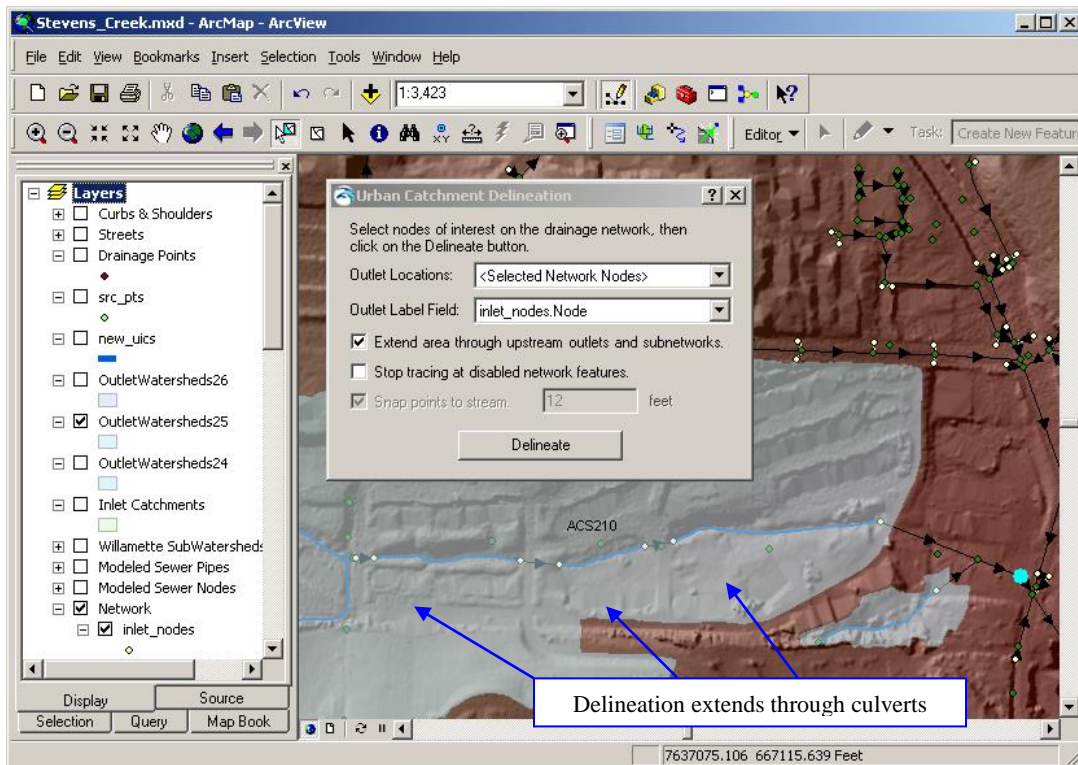 Stevens_Creek.mxd - ArcMap - ArcView
File Edit View Bookmarks Insert Selection Tools Window Help
1:3,423
Editor Task: Create New Featur
Layers
Curbs & Shoulders
Streets
Drainage Points
src_pts
new_uics
OutletWatersheds26
OutletWatersheds25
OutletWatersheds24
Inlet Catchments
Willamette SubWatersheds
Modeled Sewer Pipes
Modeled Sewer Nodes
Network
inlet_nodes
Display Source
Selection Query Map Book
Urban Catchment Delineation
Select nodes of interest on the drainage network, then
click on the Delineate button.
Outlet Locations: <Selected Network Nodes>
Outlet Label Field: inlet_nodes.Node
Extend area through upstream outlets and subnetworks.
Stop tracing at disabled network features.
Snap points to stream. 12 feet
Delineate
ACS210
Delineation extends through culverts
7637075.106 667115.639 Feet